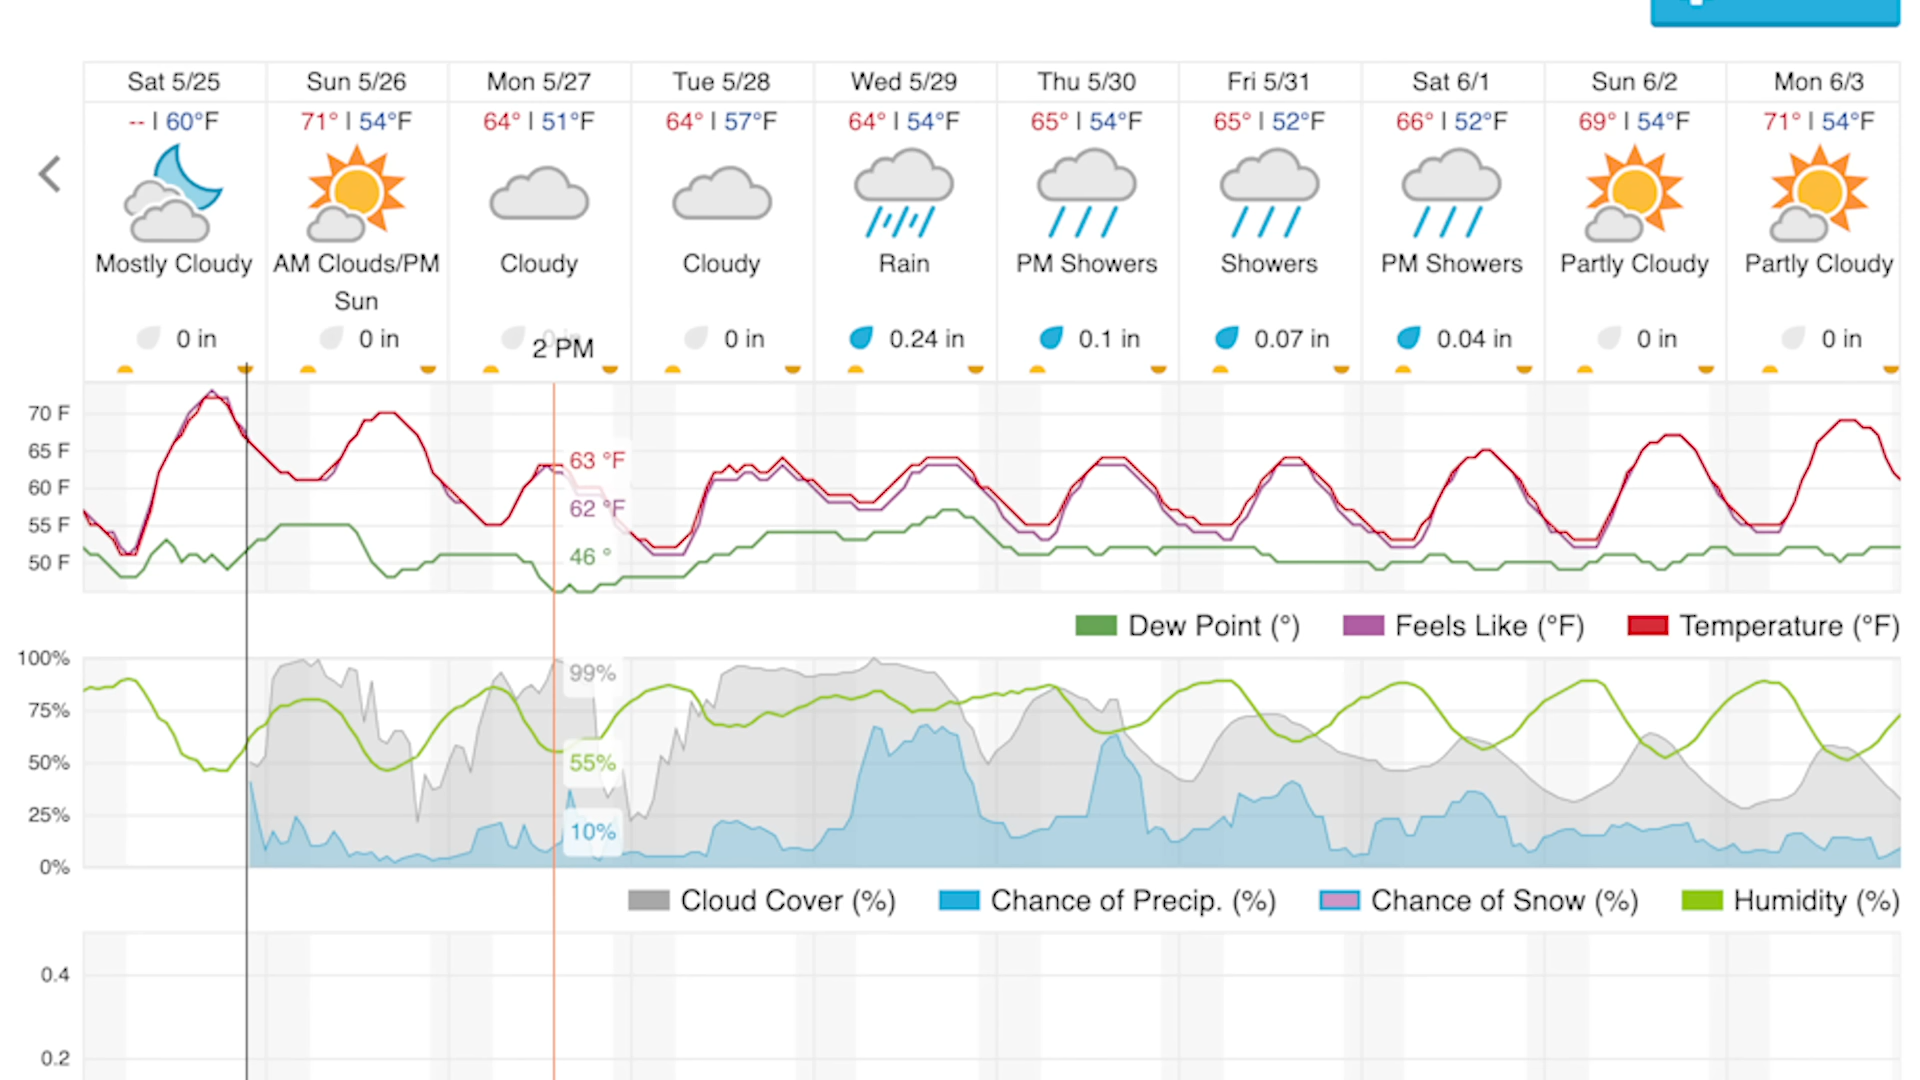 Sat 5/25 Sun 5/26 Mon 5/27 Tue 5/28 Wed 5/29 Thu 5/30 Fri 5/31 Sat 6/1 Sun 6/2 Mon 6/3
-- | 60°F 71° | 54°F 64° | 51°F 64° | 57°F 64° | 54°F 65° | 54°F 65° | 52°F 66° | 52°F 69° | 54°F 71° | 54°F
Mostly Cloudy AM Clouds/PM Cloudy Cloudy Rain PM Showers Showers PM Showers Partly Cloudy Partly Cloudy
Sun
0 in 0 in 0 in 0 in 0.24 in 0.1 in 0.07 in 0.04 in 0 in 0 in
2 PM
70 F
65 F 63 °F
60 F 62 °F
55 F 46 °
50 F
Dew Point (°) Feels Like (°F) Temperature (°F)
100% 99%
75%
50% 55%
25% 10%
0%
Cloud Cover (%) Chance of Precip. (%) Chance of Snow (%) Humidity (%)
0.4
0.2